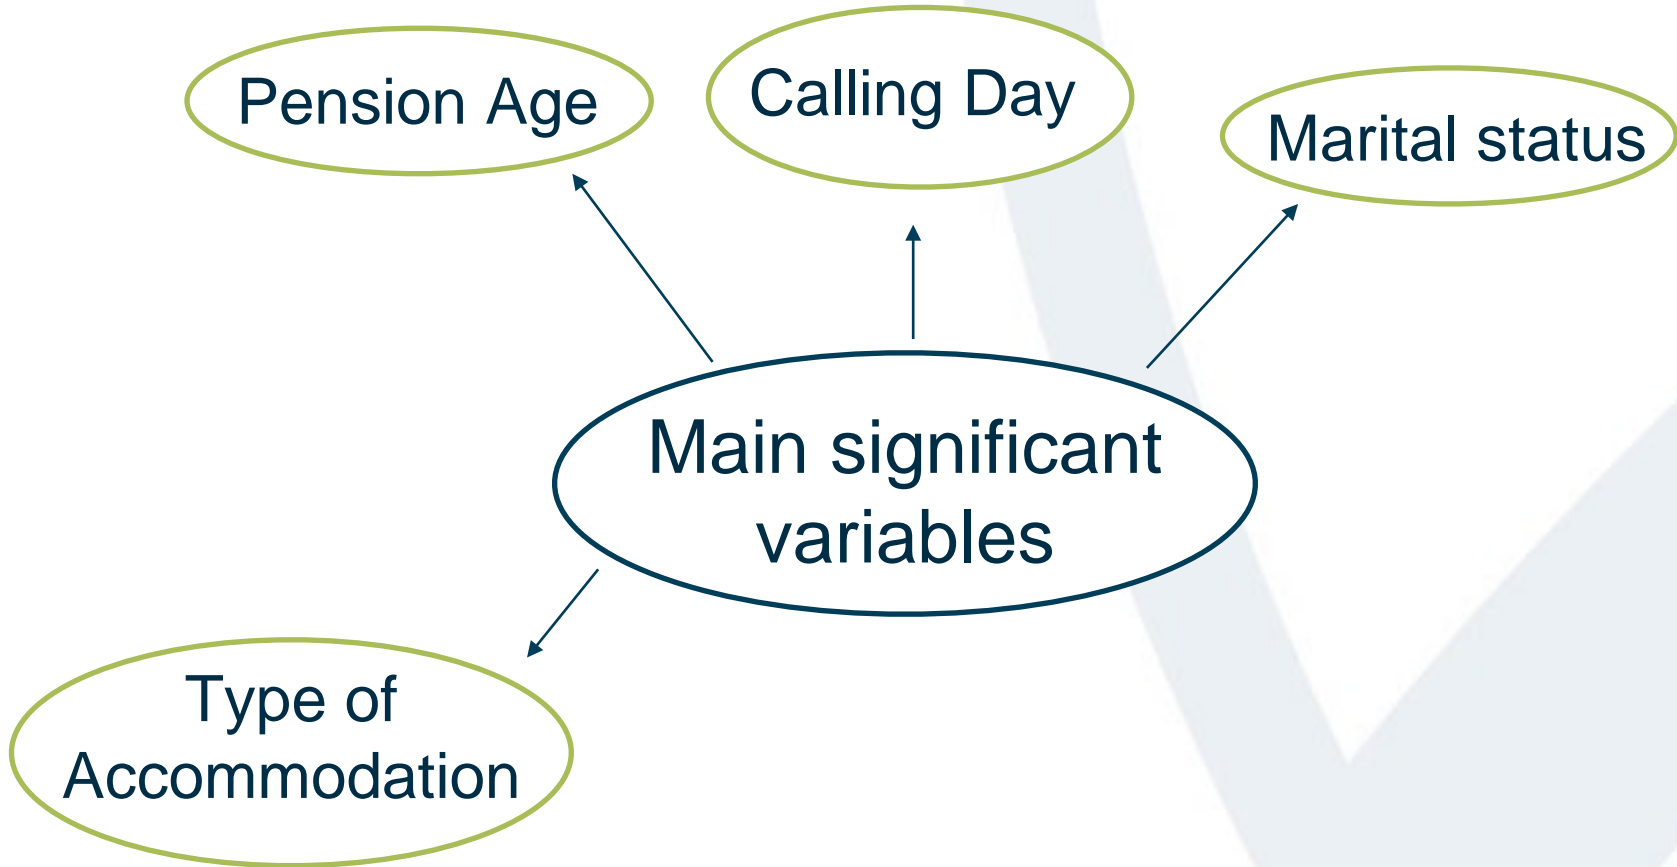 Pension Age
Calling Day
Marital status
Main significant
variables
Type of
Accommodation